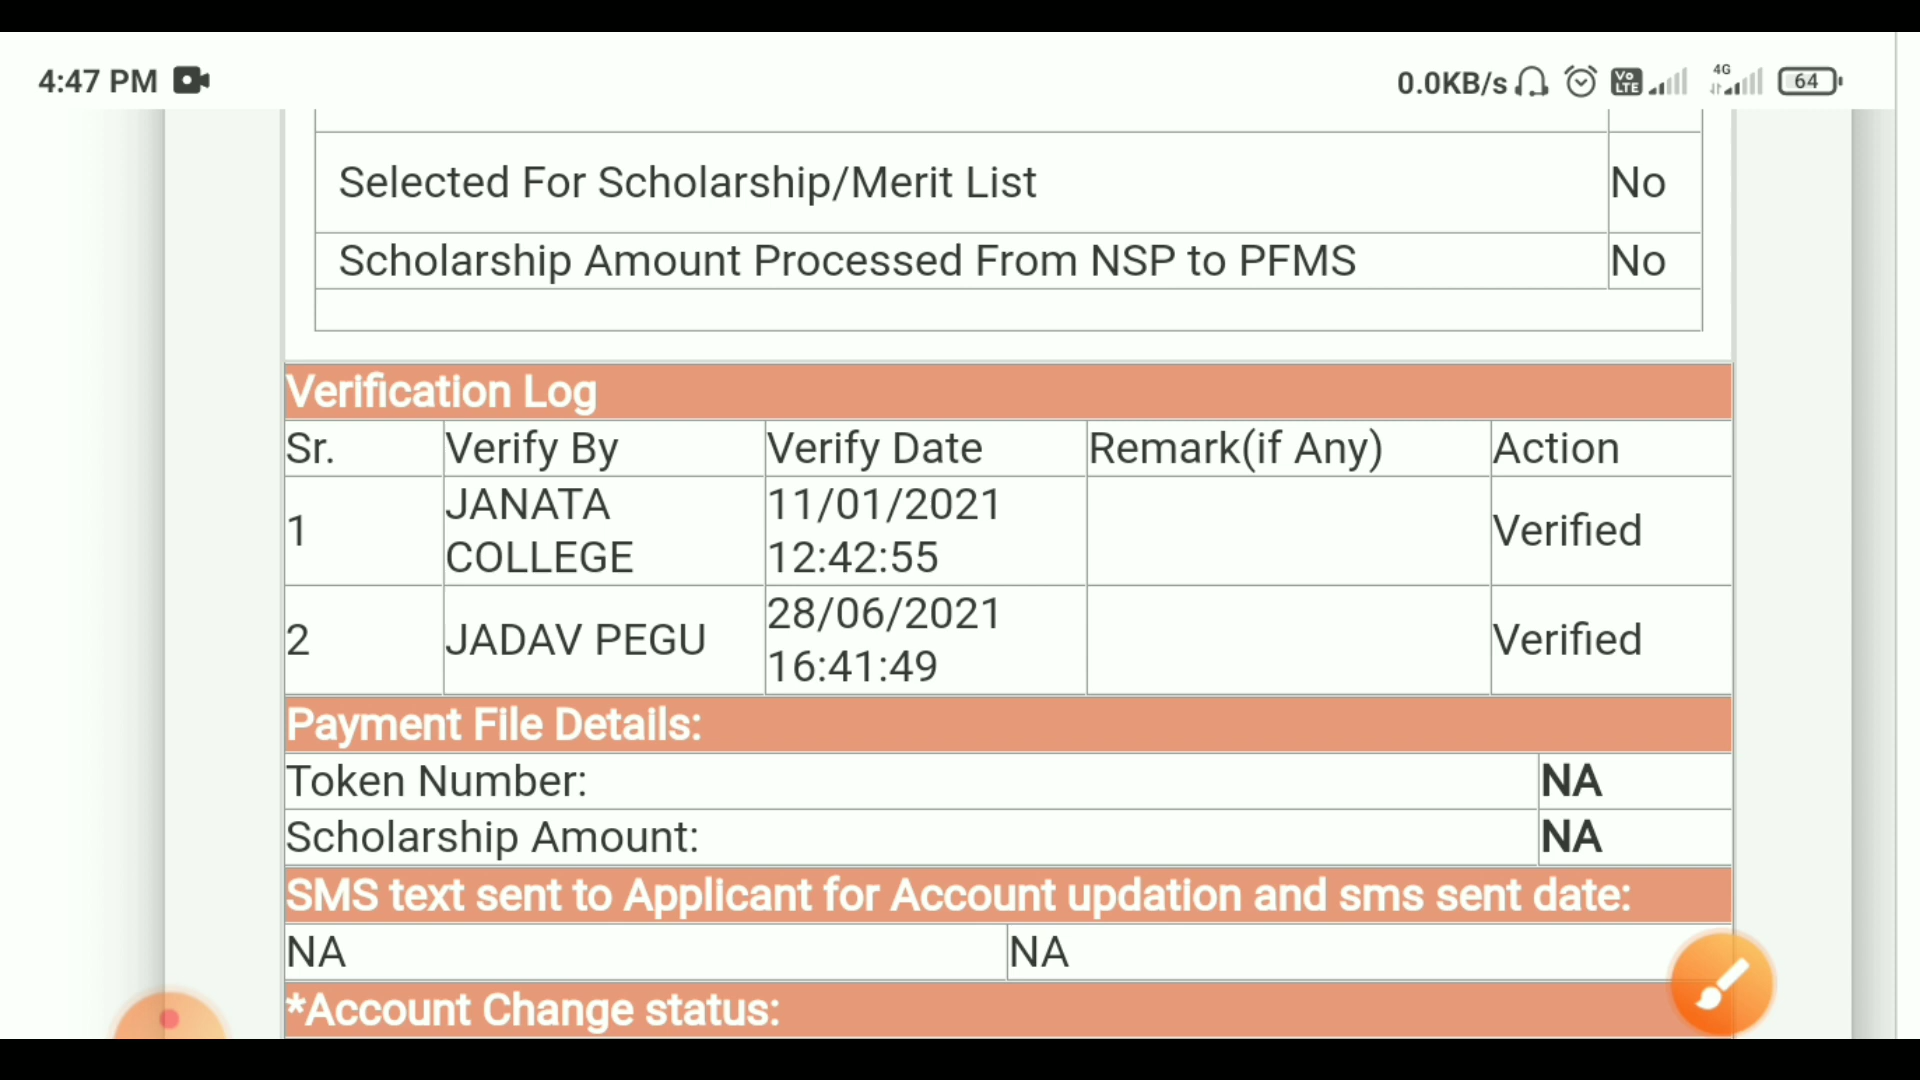 4:47 PM
0.0KB/s
Vo LTE
4G
64
Selected For Scholarship/Merit List No
Scholarship Amount Processed From NSP to PFMS No
Verification Log
Sr. Verify By Verify Date Remark(if Any) Action
1 JANATA COLLEGE 11/01/2021 12:42:55 Verified
2 JADAV PEGU 28/06/2021 16:41:49 Verified
Payment File Details:
Token Number: NA
Scholarship Amount: NA
SMS text sent to Applicant for Account updation and sms sent date:
NA NA
*Account Change status: